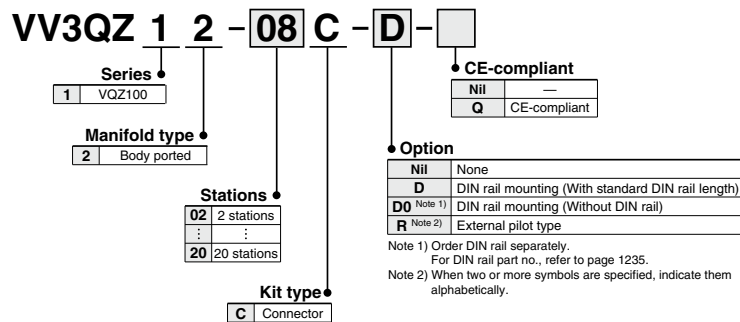 VV3QZ 1 2 - 08 C - D -
Series
1 VQZ100
Manifold type
2 Body ported
Stations
02 2 stations
⋮ ⋮
20 20 stations
Kit type
C Connector
CE-compliant
Nil —
Q CE-compliant
Option
Nil None
D DIN rail mounting (With standard DIN rail length)
D0 Note 1) DIN rail mounting (Without DIN rail)
R Note 2) External pilot type
Note 1) Order DIN rail separately.
For DIN rail part no., refer to page 1235.
Note 2) When two or more symbols are specified, indicate them
alphabetically.